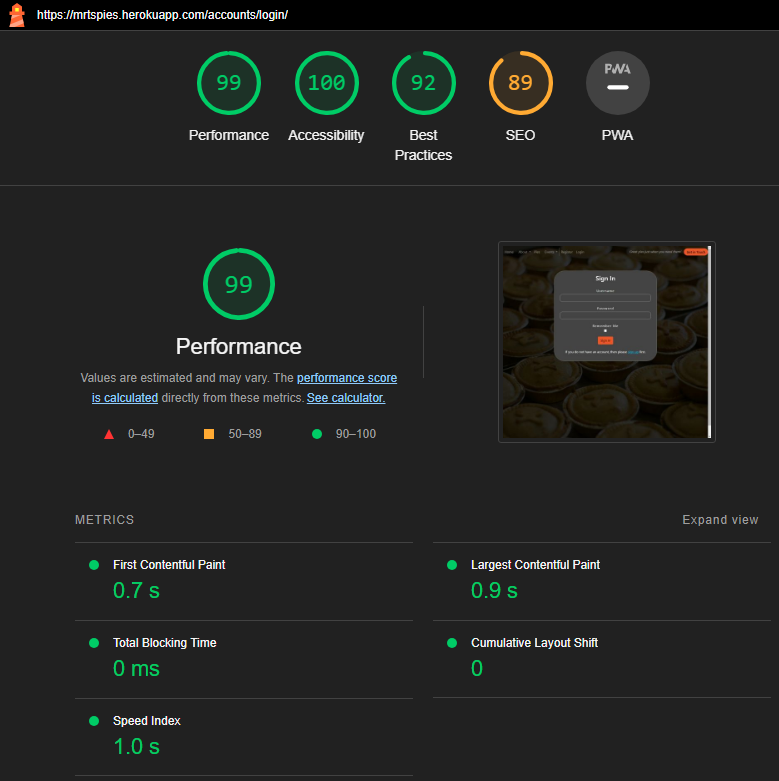 https://mrtspies.herokuapp.com/accounts/login/
99
100
92
89
PWA
Performance
Accessibility
Best
Practices
SEO
PWA
99
Performance
Values are estimated and may vary. The performance score
is calculated directly from these metrics. See calculator.
0–49
50–89
90–100
Sign In
Username
Password
Remember Me
Sign In
If you do not have an account, then please sign up first.
METRICS
Expand view
First Contentful Paint
0.7 s
Largest Contentful Paint
0.9 s
Total Blocking Time
0 ms
Cumulative Layout Shift
0
Speed Index
1.0 s